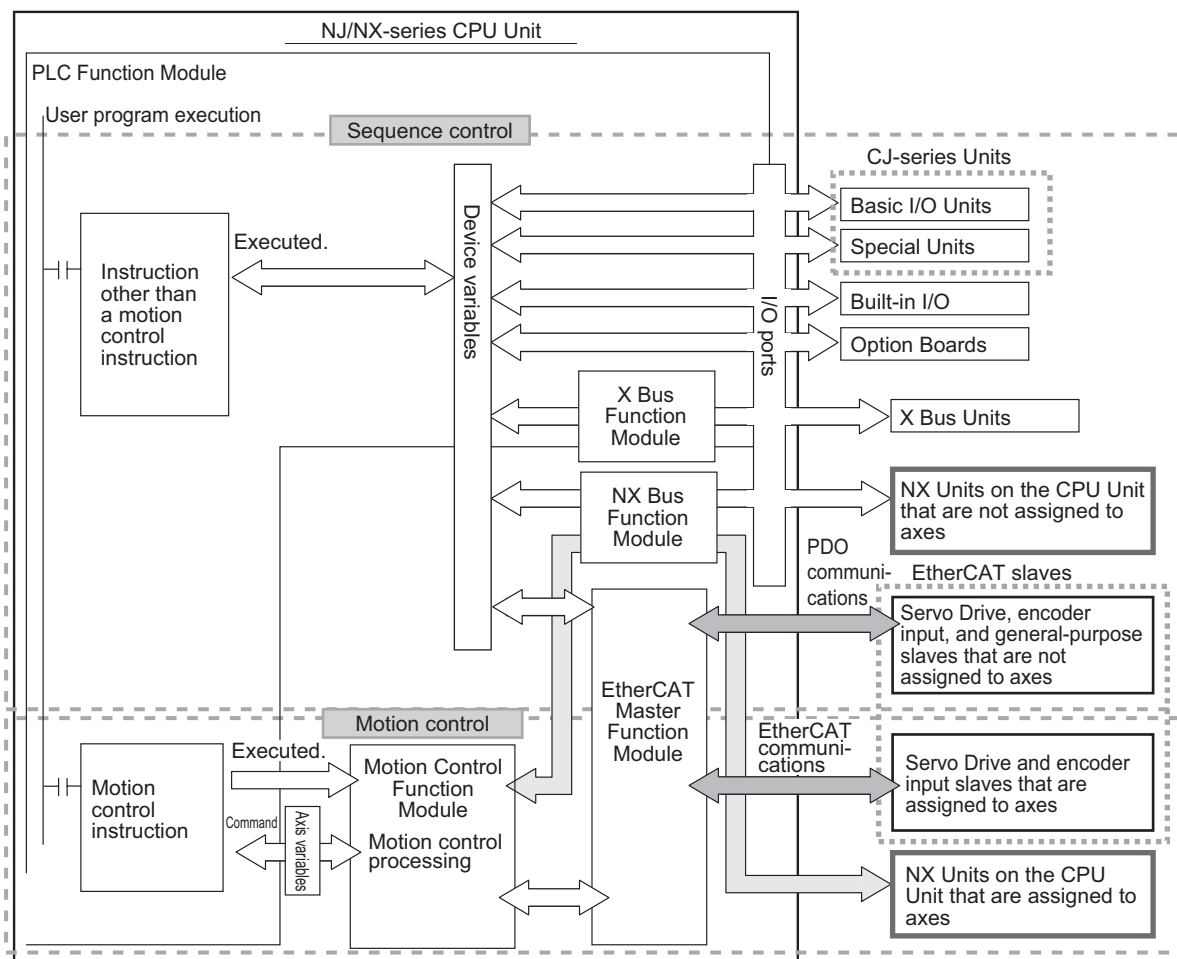 NJ/NX-series CPU Unit
PLC Function Module
User program execution
Sequence control
CJ-series Units
Basic I/O Units
Special Units
Built-in I/O
Option Boards
Executed.
Instruction
other than
a motion
control
instruction
Device variables
I/O ports
X Bus
Function
Module
X Bus Units
NX Bus
Function
Module
NX Units on the CPU Unit
that are not assigned to
axes
PDO
communi-
cations
EtherCAT slaves
Servo Drive, encoder
input, and general-purpose
slaves that are not
assigned to axes
EtherCAT
Master
Function
Module
Motion control
Executed.
Motion
control
instruction
Command
Axis variables
Motion Control
Function
Module
Motion control
processing
EtherCAT
communi-
cations
Servo Drive and encoder
input slaves that are
assigned to axes
NX Units on the CPU
Unit that are assigned to
axes